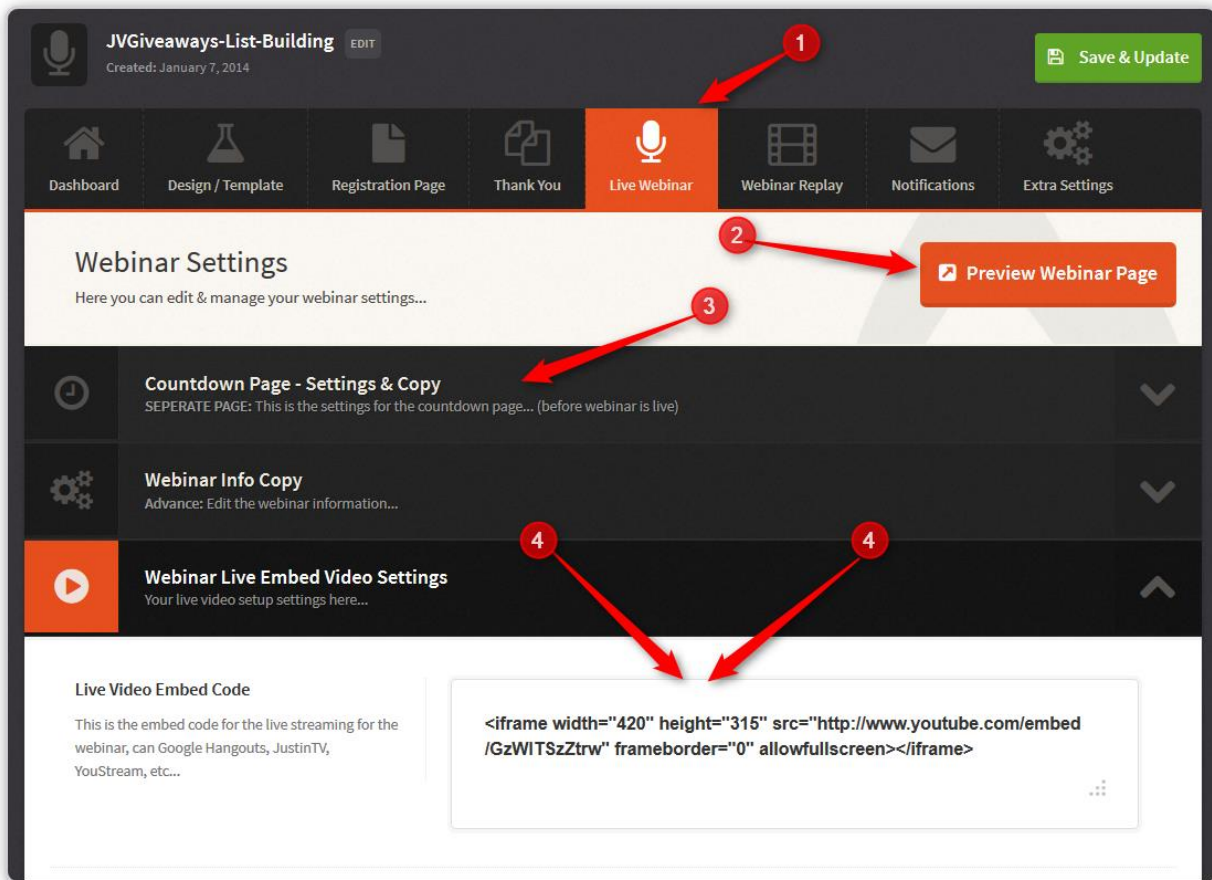 JVGiveaways-List-Building EDIT
Created: January 7, 2014
Save & Update
1
Dashboard
Design / Template
Registration Page
Thank You
Live Webinar
Webinar Replay
Notifications
Extra Settings
2
Webinar Settings
Here you can edit & manage your webinar settings...
Preview Webinar Page
3
Countdown Page - Settings & Copy
SEPERATE PAGE: This is the settings for the countdown page... (before webinar is live)
Webinar Info Copy
Advance: Edit the webinar information...
4
4
Webinar Live Embed Video Settings
Your live video setup settings here...
Live Video Embed Code
This is the embed code for the live streaming for the
webinar, can Google Hangouts, JustinTV,
YouStream, etc...
<iframe width="420" height="315" src="http://www.youtube.com/embed
/GzWITSzZtrw" frameborder="0" allowfullscreen></iframe>